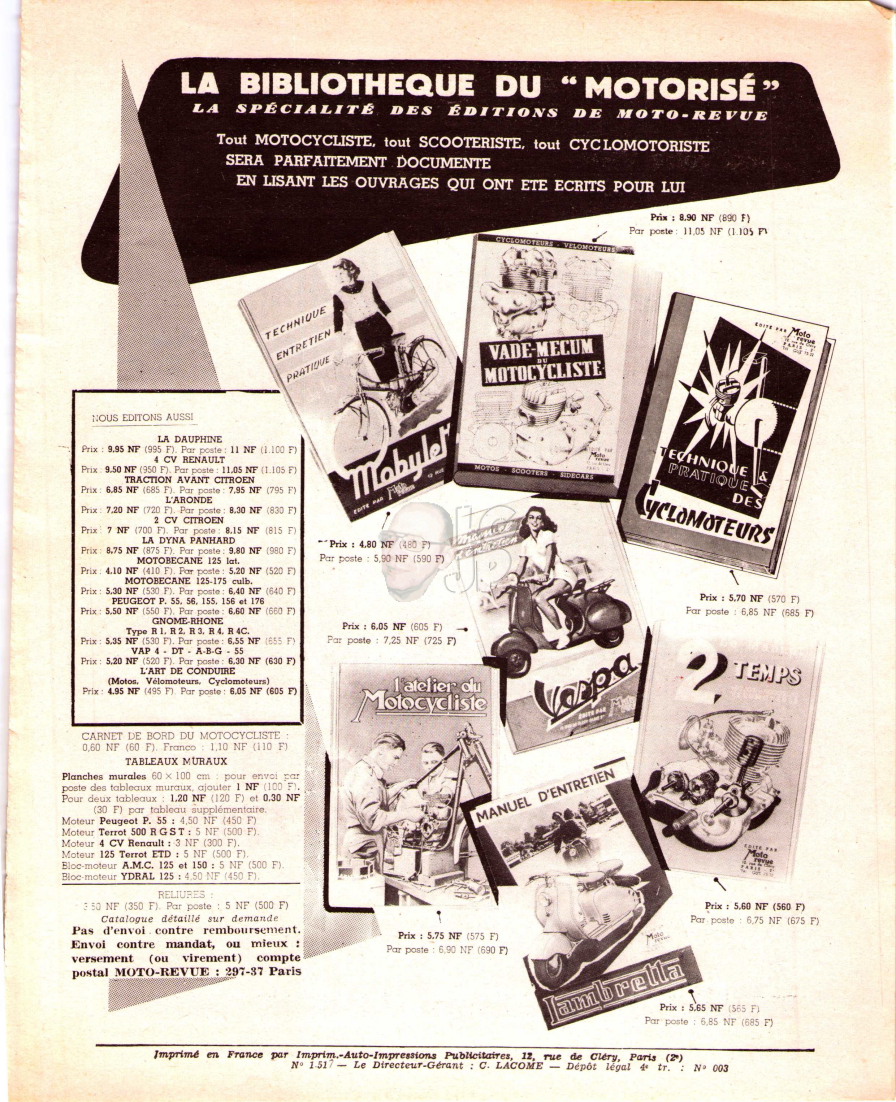 LA BIBLIOTHEQUE DU “ MOTORISÉ ”
LA SPÉCIALITÉ DES ÉDITIONS DE MOTO-REVUE
Tout MOTOCYCLISTE, tout SCOOTERISTE, tout CYCLOMOTORISTE
SERA PARFAITEMENT DOCUMENTE
EN LISANT LES OUVRAGES QUI ONT ETE ECRITS POUR LUI
Prix : 8,90 NF (890 F)
Par poste : 11,05 NF (1.105 F)
TECHNIQUE
ENTRETIEN
PRATIQUE
Mobylette
EDITÉ PAR
12 RUE
CYCLOMOTEURS - VELOMOTEURS
VADE-MECUM
DU
MOTOCYCLISTE
MOTOS - SCOOTERS - SIDECARS
EDITÉ PAR Moto
revue
PARIS
TECHNIQUE &
PRATIQUE
DES
CYCLOMOTEURS
Prix : 4,80 NF (480 F)
Par poste : 5,90 NF (590 F)
JC
JD
Manuel
d'entretien
Vespa
EDITÉ PAR
Prix : 5,70 NF (570 F)
Par poste : 6,85 NF (685 F)
Prix : 6,05 NF (605 F)
Par poste : 7,25 NF (725 F)
NOUS EDITONS AUSSI
LA DAUPHINE
Prix : 9,95 NF (995 F). Par poste : 11 NF (1.100 F)
4 CV RENAULT
Prix : 9.50 NF (950 F). Par poste : 11.05 NF (1.105 F)
TRACTION AVANT CITROEN
Prix : 6,85 NF (685 F). Par poste : 7,95 NF (795 F)
L'ARONDE
Prix : 7,20 NF (720 F). Par poste : 8.30 NF (830 F)
2 CV CITROEN
Prix : 7 NF (700 F). Par poste : 8.15 NF (815 F)
LA DYNA PANHARD
Prix : 8,75 NF (875 F). Par poste : 9,80 NF (980 F)
MOTOBECANE 125 lat.
Prix : 4.10 NF (410 F). Par poste : 5.20 NF (520 F)
MOTOBECANE 125-175 culb.
Prix : 5,30 NF (530 F). Par poste : 6,40 NF (640 F)
PEUGEOT P. 55, 56, 155, 156 et 176
Prix : 5,50 NF (550 F). Par poste : 6,60 NF (660 F)
GNOME-RHONE
Type R 1, R 2, R 3, R 4, R 4C.
Prix : 5,35 NF (530 F). Par poste : 6,55 NF (655 F)
VAP 4 - DT - A-B-G - 55
Prix : 5,20 NF (520 F). Par poste : 6,30 NF (630 F)
L'ART DE CONDUIRE
(Motos, Vélomoteurs, Cyclomoteurs)
Prix : 4.95 NF (495 F). Par poste : 6.05 NF (605 F)
CARNET DE BORD DU MOTOCYCLISTE :
0,60 NF (60 F). Franco : 1,10 NF (110 F)
TABLEAUX MURAUX
Planches murales 60 × 100 cm : pour envoi par
poste des tableaux muraux, ajouter 1 NF (100 F).
Pour deux tableaux : 1,20 NF (120 F) et 0.30 NF
(30 F) par tableau supplémentaire.
Moteur Peugeot P. 55 : 4,50 NF (450 F)
Moteur Terrot 500 R G S T : 5 NF (500 F).
Moteur 4 CV Renault : 3 NF (300 F).
Moteur 125 Terrot ETD : 5 NF (500 F).
Bloc-moteur A.M.C. 125 et 150 : 5 NF (500 F).
Bloc-moteur YDRAL 125 : 4,50 NF (450 F).
RELIURES :
3 50 NF (350 F). Par poste : 5 NF (500 F)
Catalogue détaillé sur demande
Pas d'envoi contre remboursement.
Envoi contre mandat, ou mieux :
versement (ou virement) compte
postal MOTO-REVUE : 297-37 Paris
l'atelier du
Motocycliste
2 TEMPS
EDITÉ PAR
Moto
revue
Prix : 5.75 NF (575 F)
Par poste : 6,90 NF (690 F)
MANUEL D'ENTRETIEN
Moto
Lambretta
Prix : 5.60 NF (560 F)
Par poste : 6,75 NF (675 F)
Prix : 5.65 NF (565 F)
Par poste : 6,85 NF (685 F)
Imprimé en France par Imprim.-Auto-Impressions Publicitaires, 12, rue de Cléry, Paris (2e)
No 1.517 — Le Directeur-Gérant : C. LACOME — Dépôt légal 4e tr. : No 003